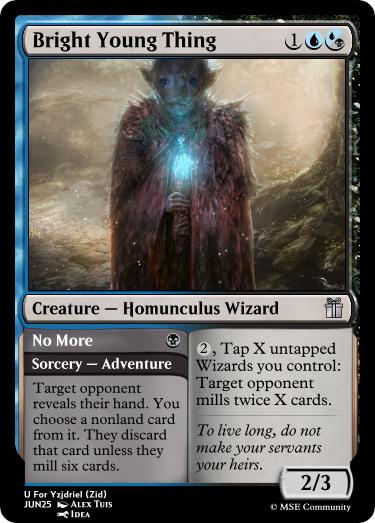 Bright Young Thing 1
Creature — Homunculus Wizard
No More
Sorcery — Adventure
Target opponent
reveals their hand. You
choose a nonland card
from it. They discard
that card unless they
mill six cards.
2, Tap X untapped
Wizards you control:
Target opponent
mills twice X cards.
To live long, do not
make your servants
your heirs.
2/3
U For Yzjdriel (Zid)
JUN25 Alex Tuis
Idea
© MSE Community